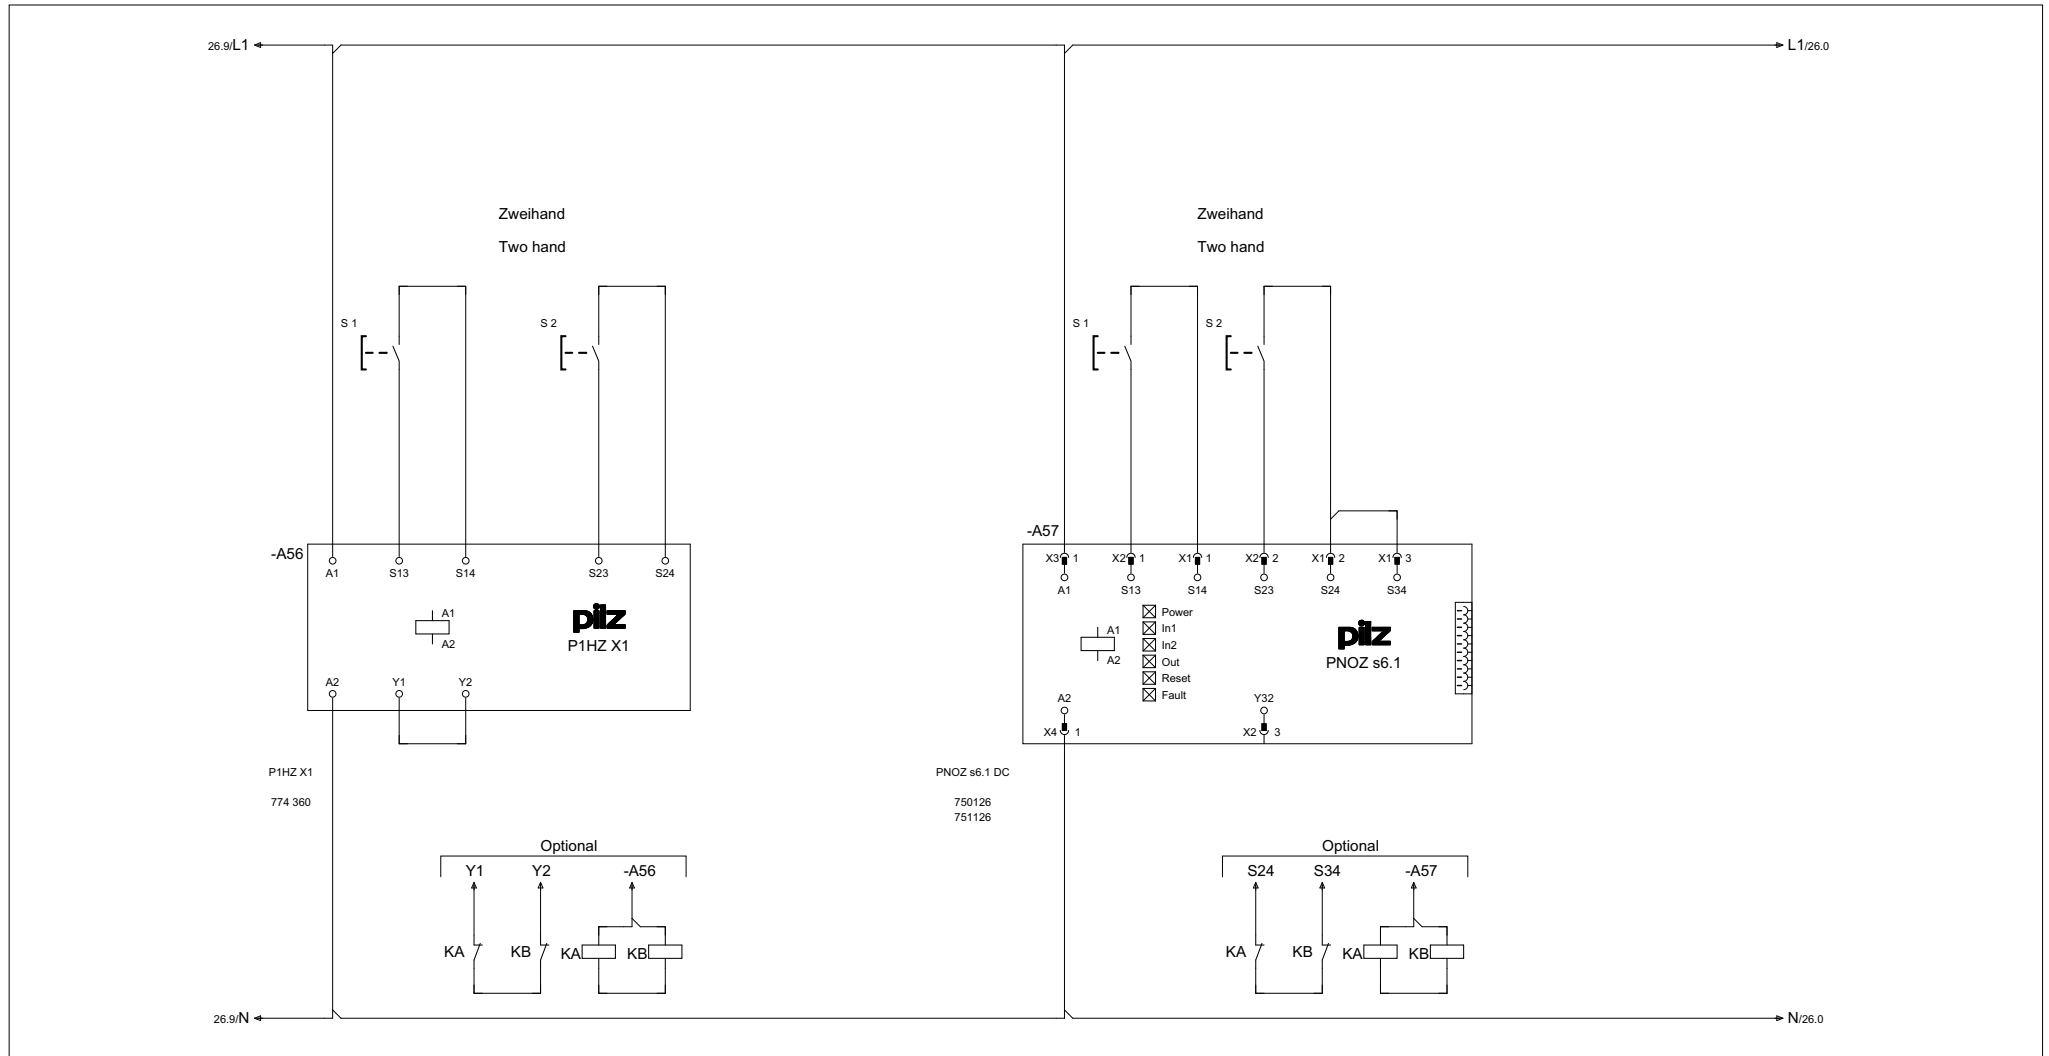 26.9/L1
L1/26.0
Zweihand
Two hand
Zweihand
Two hand
S 1
S 2
S 1
S 2
-A56
A1
S13
S14
S23
S24
A1
A2
pilz
P1HZ X1
A2
Y1
Y2
P1HZ X1
774 360
-A57
X3 1
X2 1
X1 1
X2 2
X1 2
X1 3
A1
S13
S14
S23
S24
S34
A1
A2
Power
In1
In2
Out
Reset
Fault
pilz
PNOZ s6.1
A2
Y32
X4 1
X2 3
PNOZ s6.1 DC
750126
751126
Optional
Y1 Y2 -A56
KA KB KA KB
Optional
S24 S34 -A57
KA KB KA KB
26.9/N
N/26.0